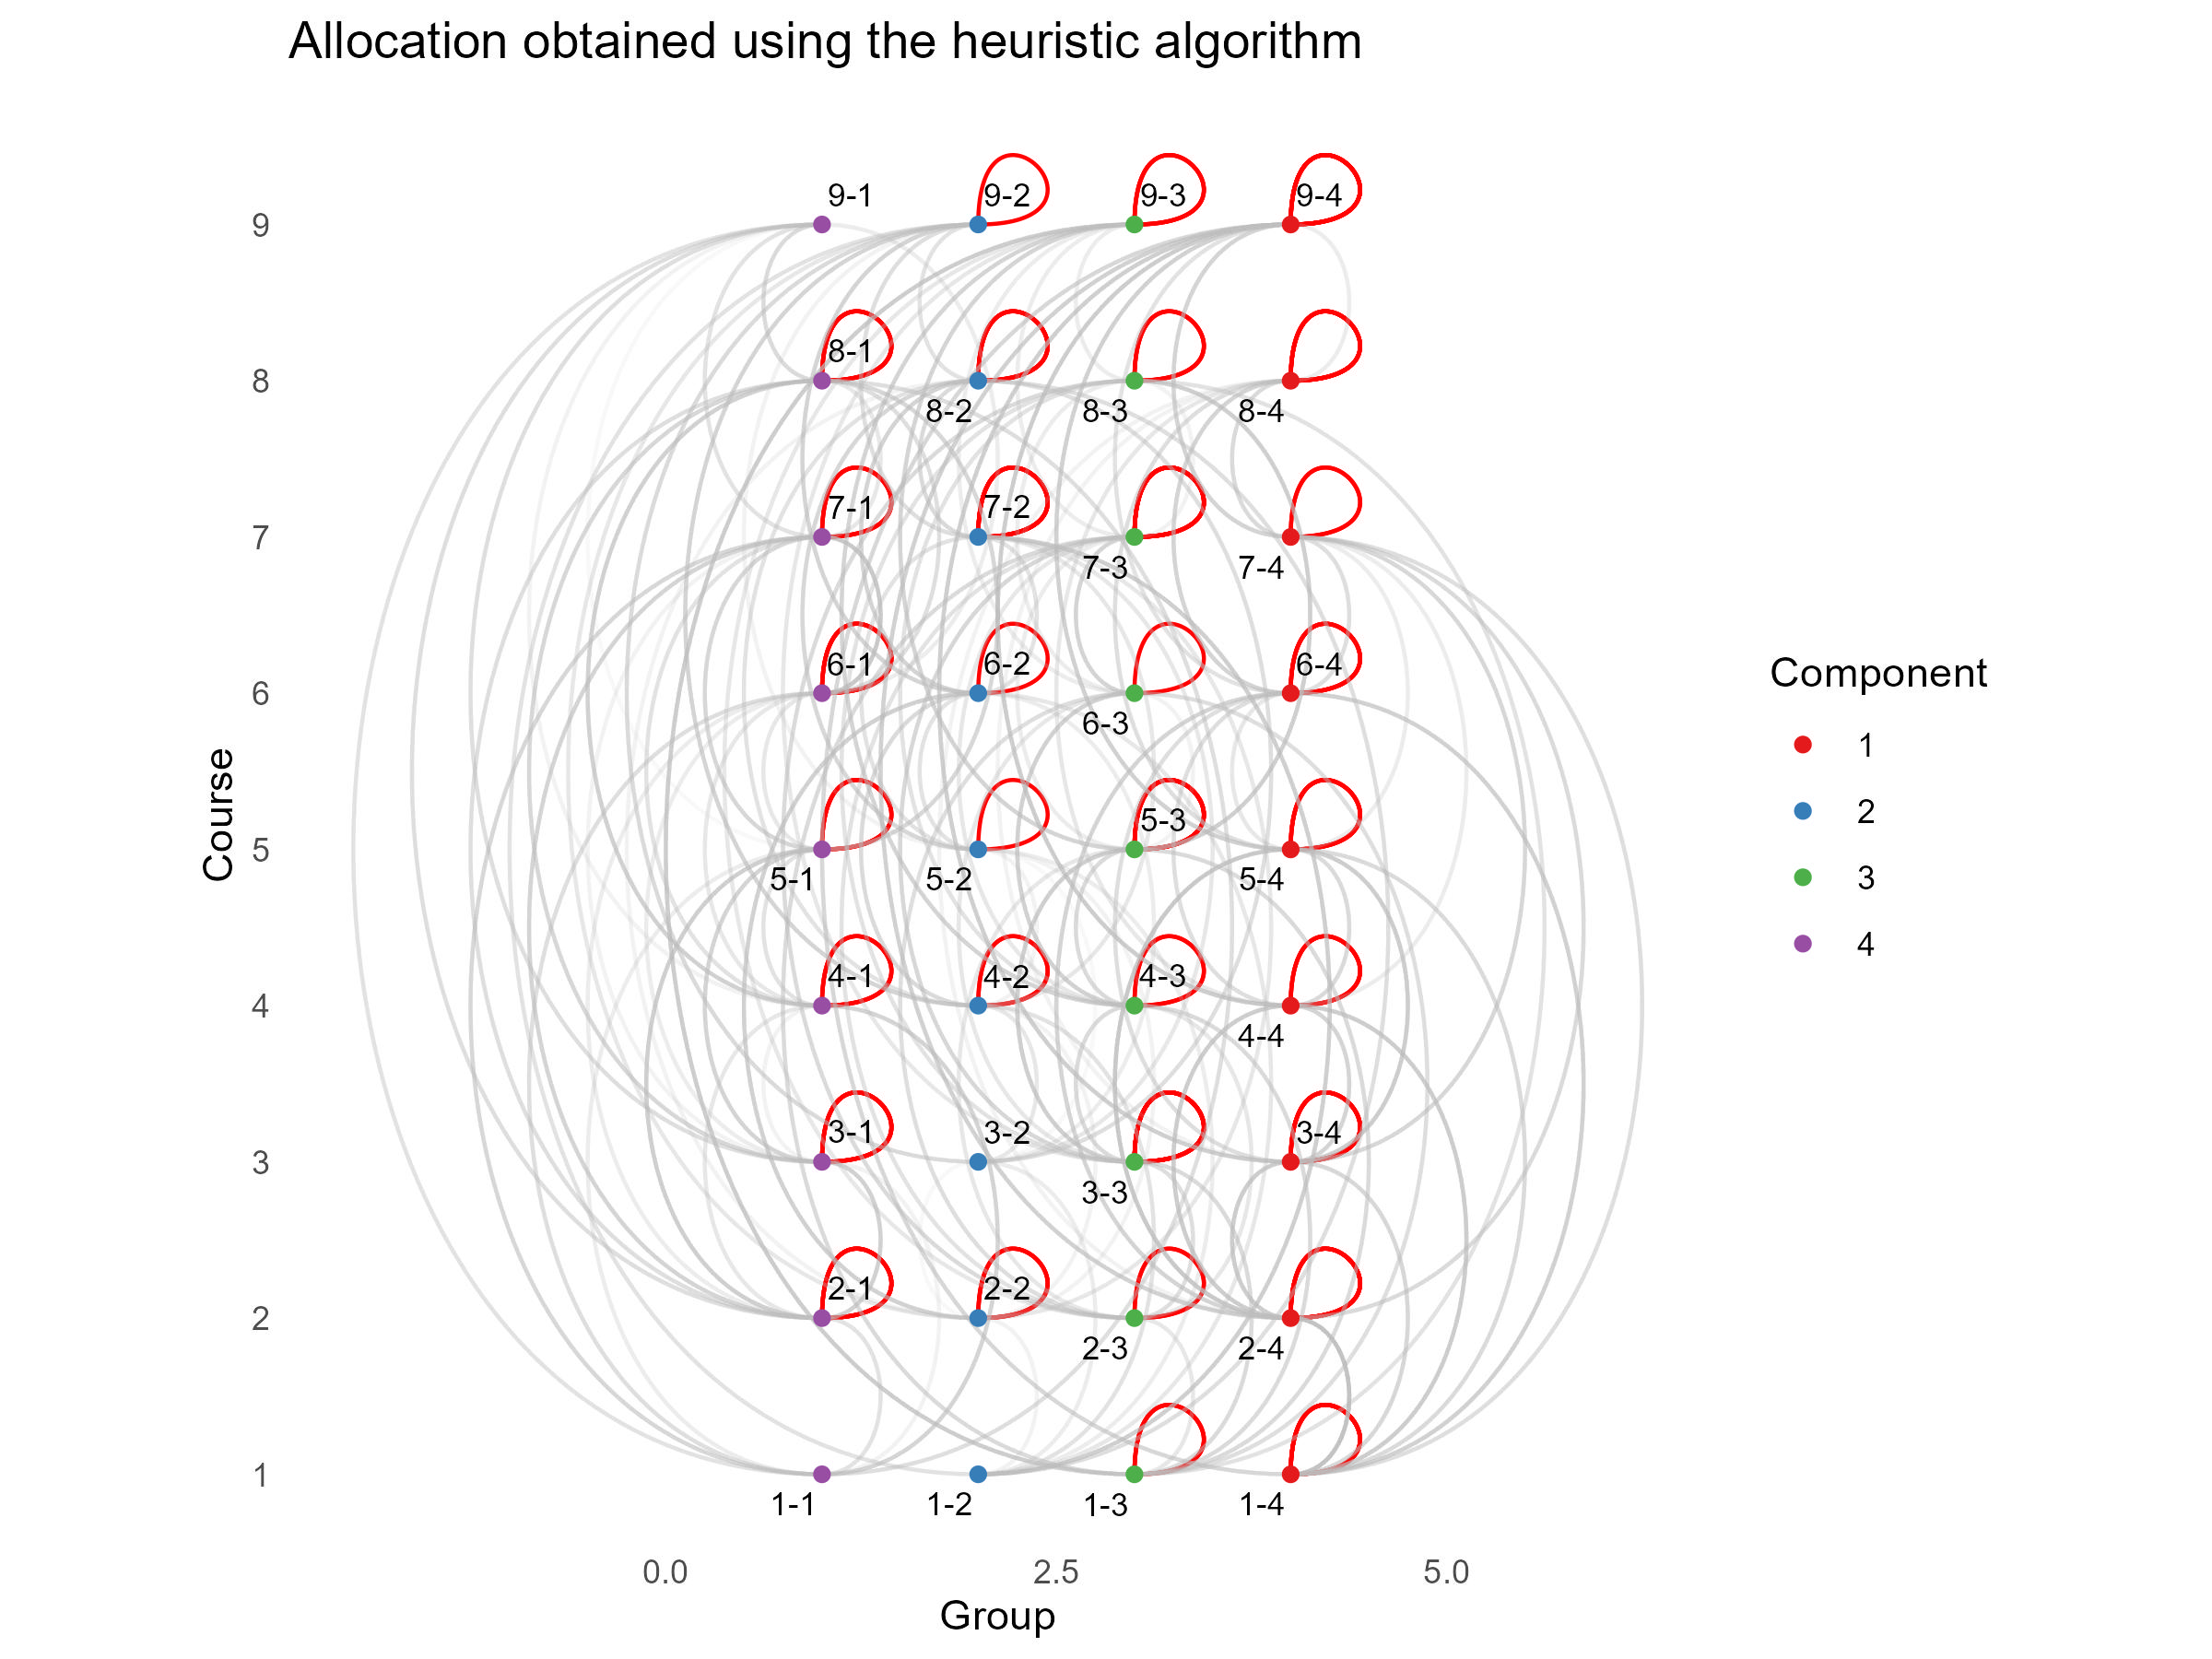 Allocation obtained using the heuristic algorithm
9-1 9-2 9-3 9-4
9
8-1
8
8-2 8-3 8-4
7-1 7-2
7
7-3 7-4
6-1 6-2 6-4
6
6-3
Component
1
2
3
4
5-3
5
5-1 5-2 5-4
Course
4-1 4-2 4-3
4
4-4
3-1 3-2 3-4
3
3-3
2-1 2-2
2
2-3 2-4
1
1-1 1-2 1-3 1-4
0.0 2.5 5.0
Group